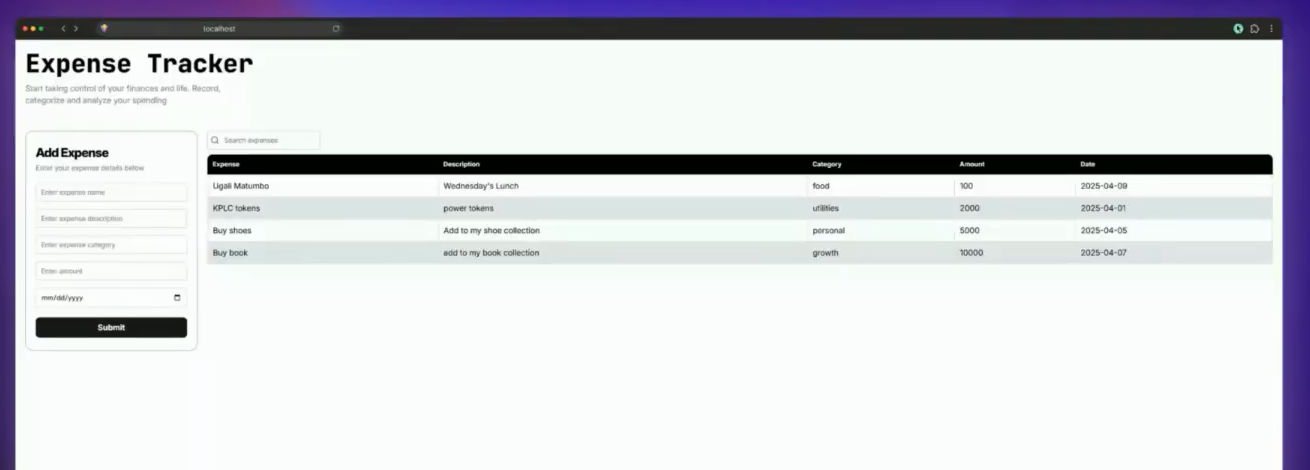 localhost
Expense Tracker
Start taking control of your finances and life. Record,
categorize and analyze your spending
Add Expense
Enter your expense details below
Enter expense name
Enter expense description
Enter expense category
Enter amount
mm/dd/yyyy
Submit
Search expenses
Expense Description Category Amount Date
Ugali Matumbo Wednesday's Lunch food 100 2025-04-09
KPLC tokens power tokens utilities 2000 2025-04-01
Buy shoes Add to my shoe collection personal 5000 2025-04-05
Buy book add to my book collection growth 10000 2025-04-07